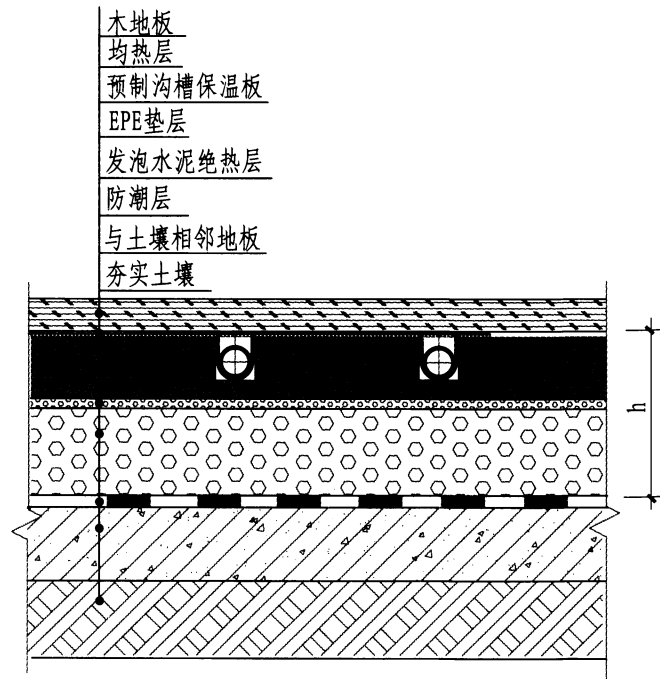 木地板
均热层
预制沟槽保温板
EPE垫层
发泡水泥绝热层
防潮层
与土壤相邻地板
夯实土壤
h